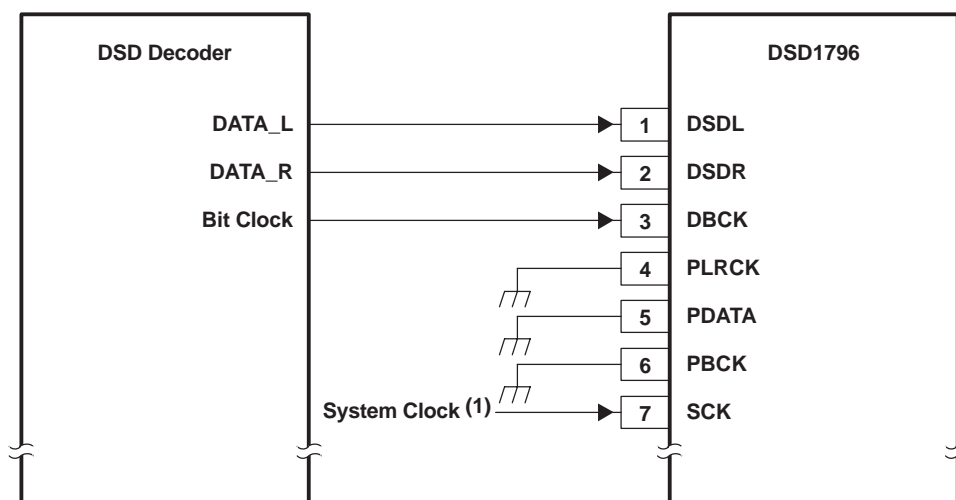 DSD Decoder DSD1796
DATA_L 1 DSDL
DATA_R 2 DSDR
Bit Clock 3 DBCK
4 PLRCK
5 PDATA
6 PBCK
System Clock (1) 7 SCK